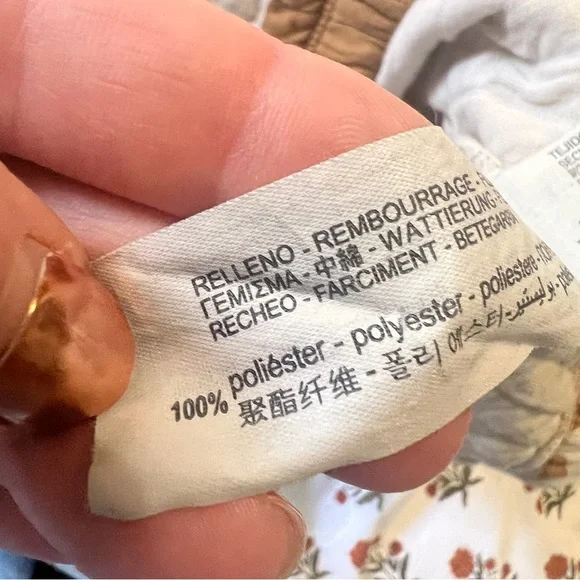 RELLENO - REMBOURRAGE -
ΓΕΜΙΣΜΑ - 中綿 - WATTIERUNG -
RECHEO - FARCIMENT -
100% poliéster - polyester - poliestere -
聚酯纤维 - 폴리 에스터 - بوليستير -